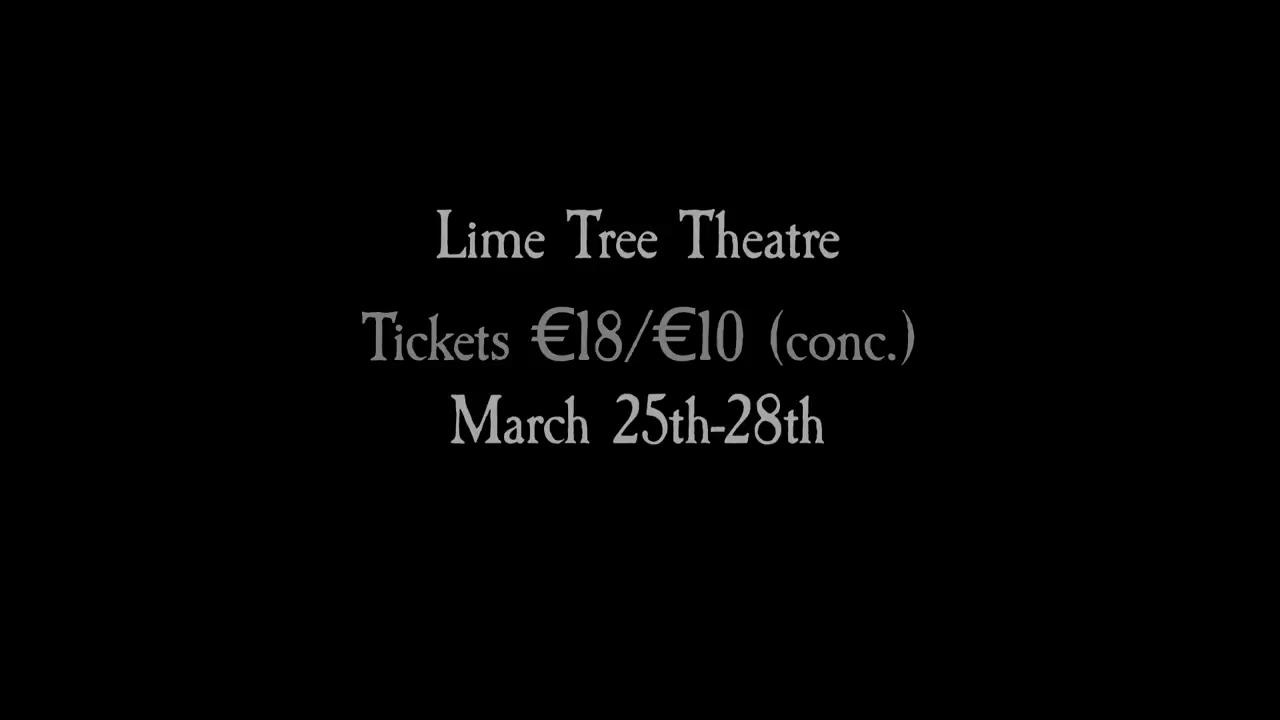 Lime Tree Theatre
Tickets €18/€10 (conc.)
March 25th-28th